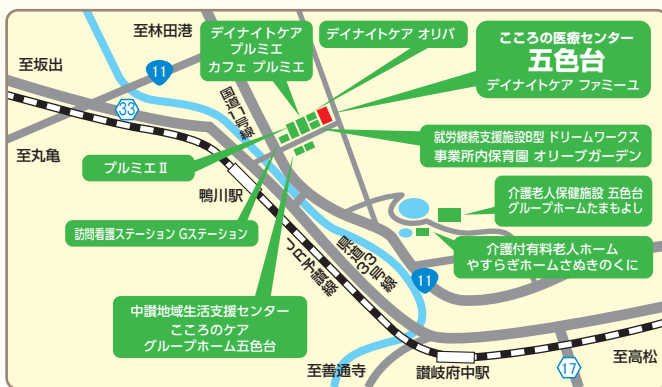 至林田港
デイナイトケア
プルミエ
カフェ プルミエ
デイナイトケア オリバ
こころの医療センター
五色台
デイナイトケア ファミーユ
至坂出
11
国道11号線
33
至丸亀
就労継続支援施設B型 ドリームワークス
事業所内保育園 オリーブガーデン
プルミエⅡ
鴨川駅
介護老人保健施設 五色台
グループホームたまもよし
訪問看護ステーション Gステーション
介護付有料老人ホーム
やすらぎホームさぬきのくに
JR予讃線
県道33号線
11
中讃地域生活支援センター
こころのケア
グループホーム五色台
至善通寺
讃岐府中駅
17
至高松